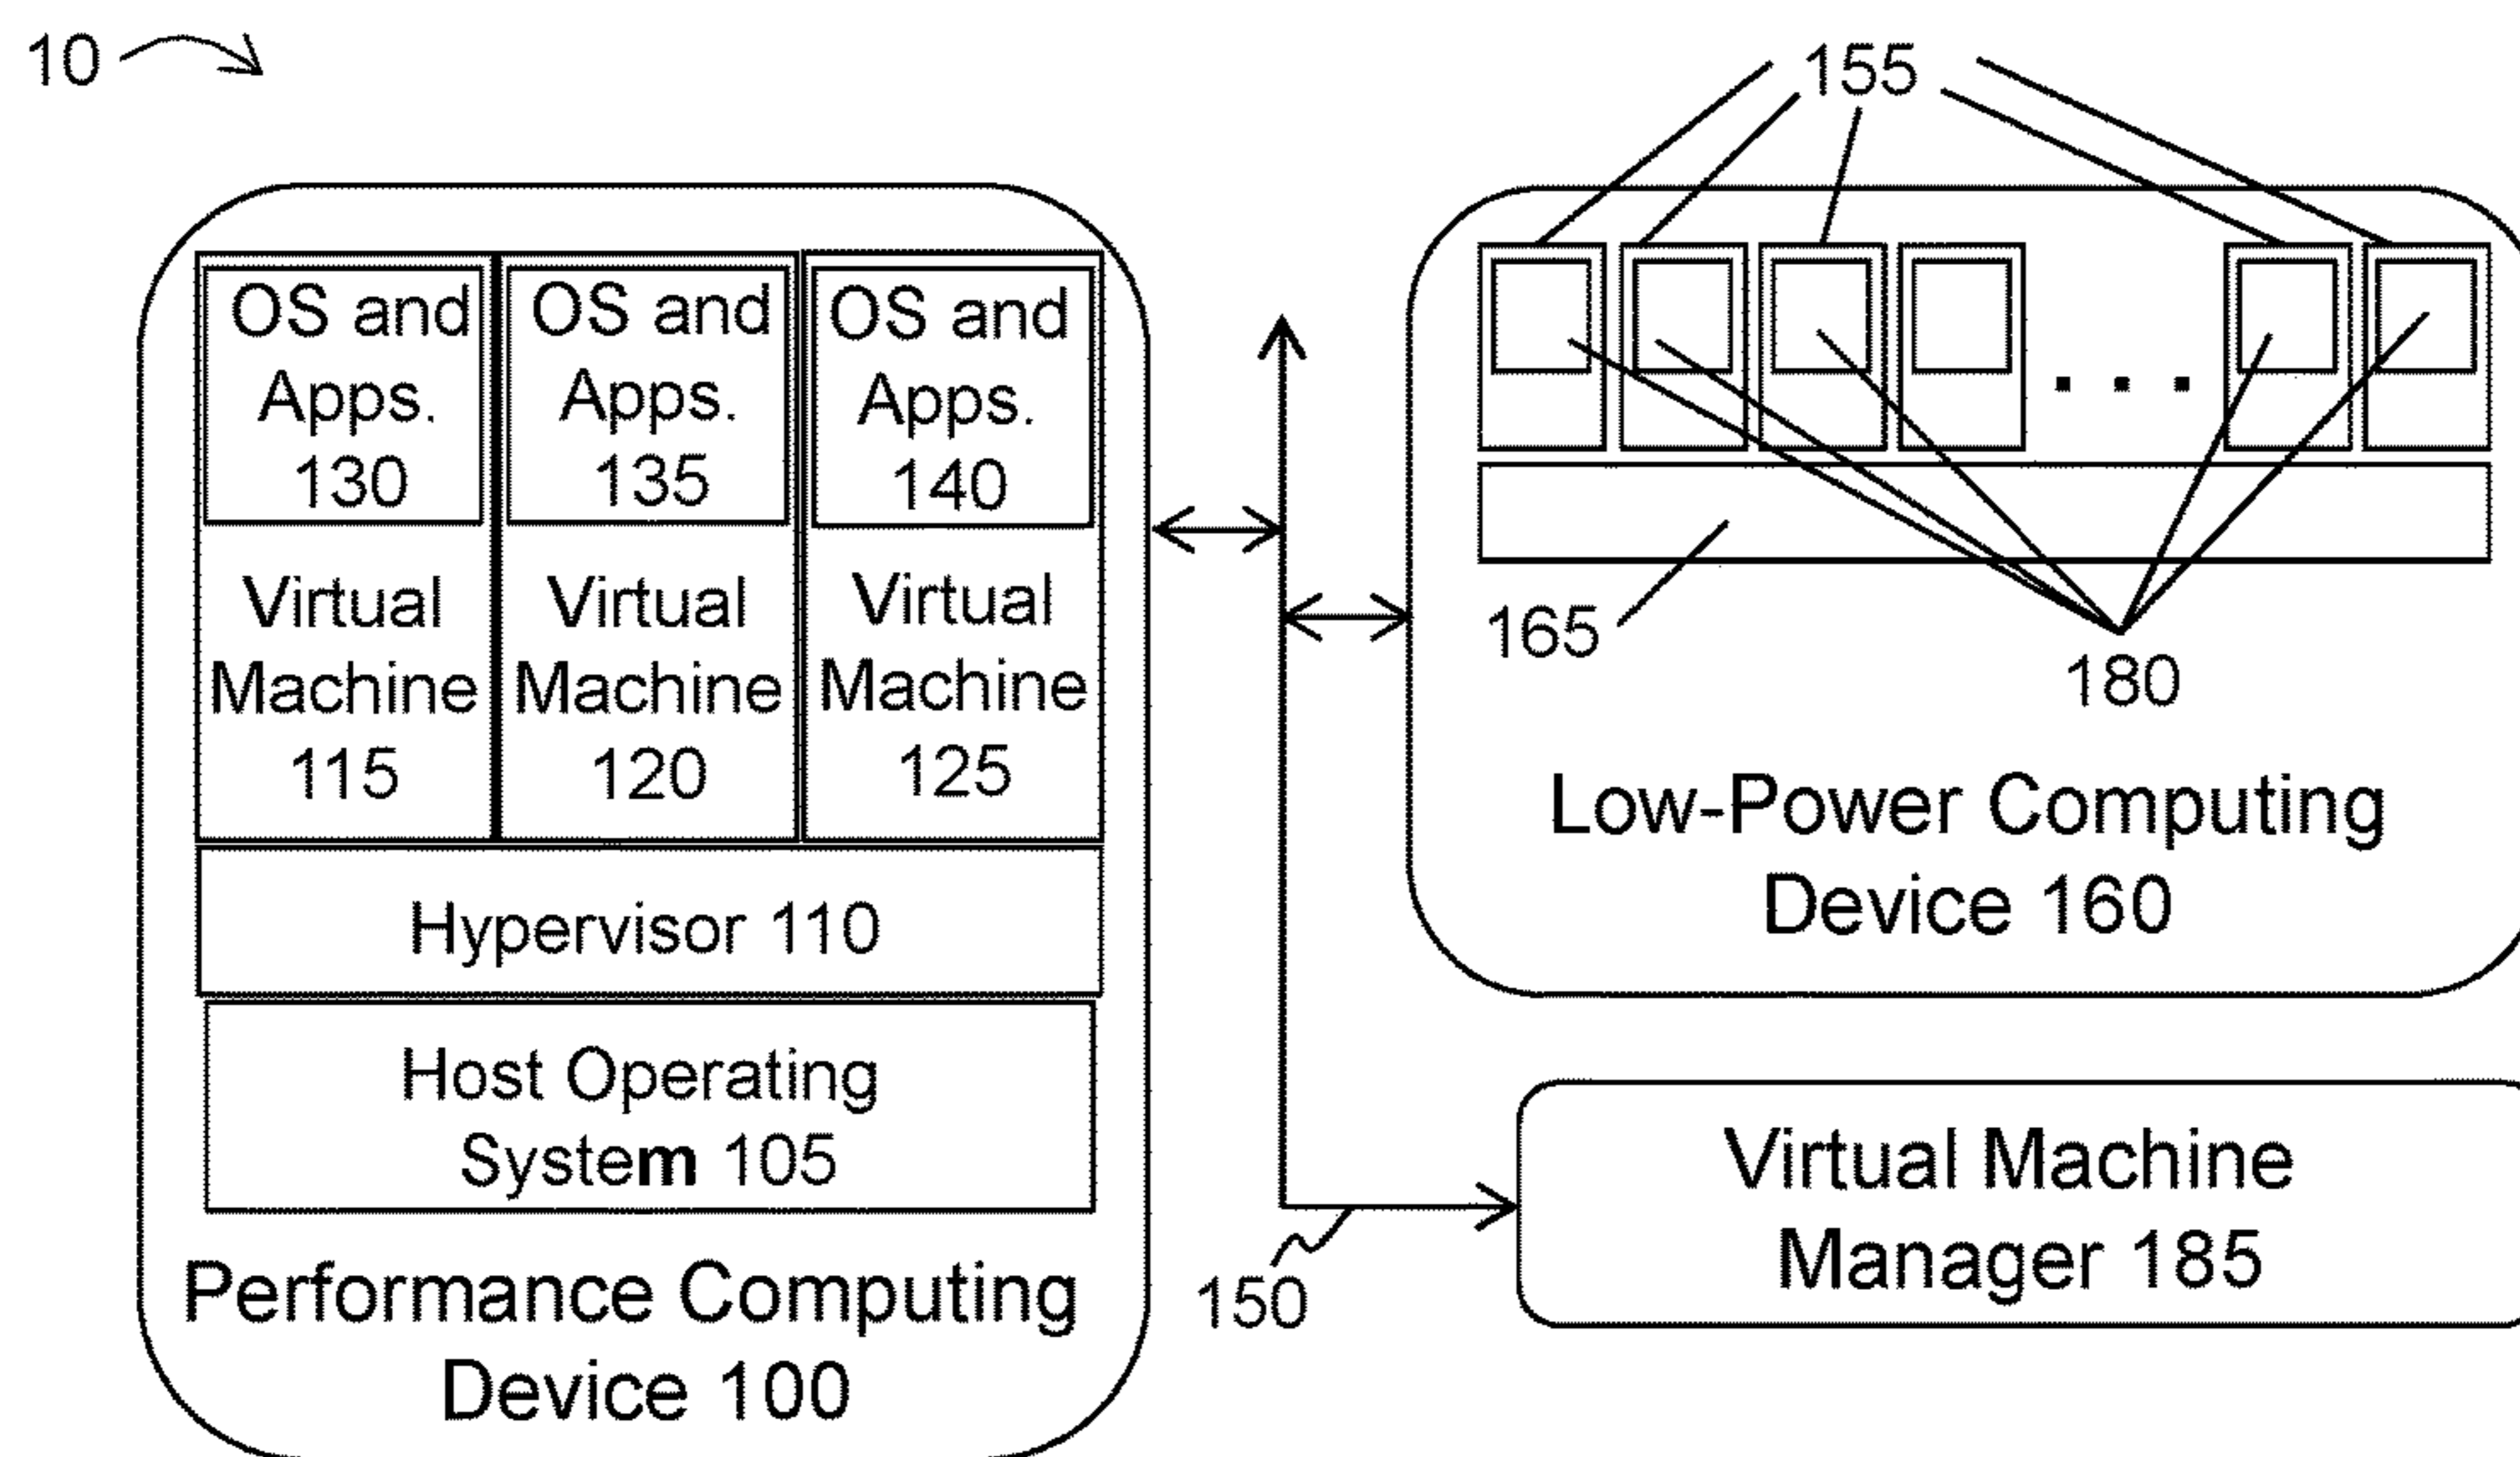 10
155
OS and
Apps.
130
OS and
Apps.
135
OS and
Apps.
140
Virtual
Machine
115
Virtual
Machine
120
Virtual
Machine
125
Hypervisor 110
Host Operating
System 105
Performance Computing
Device 100
150
165
180
Low-Power Computing
Device 160
Virtual Machine
Manager 185